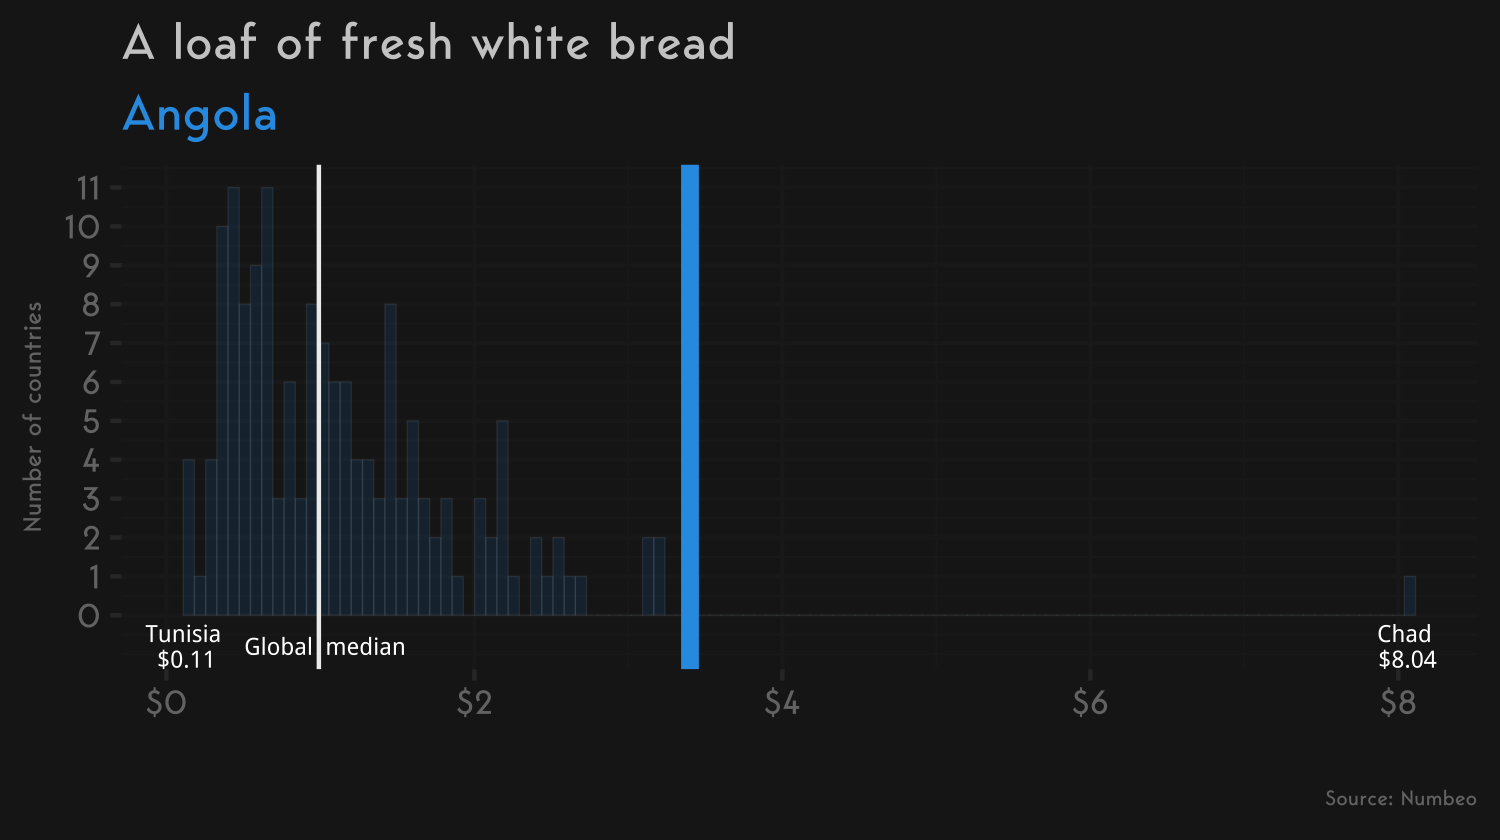 A loaf of fresh white bread
Angola
Number of countries
11
10
9
8
7
6
5
4
3
2
1
0
Tunisia
$0.11
Global median
Chad
$8.04
$0 $2 $4 $6 $8
Source: Numbeo